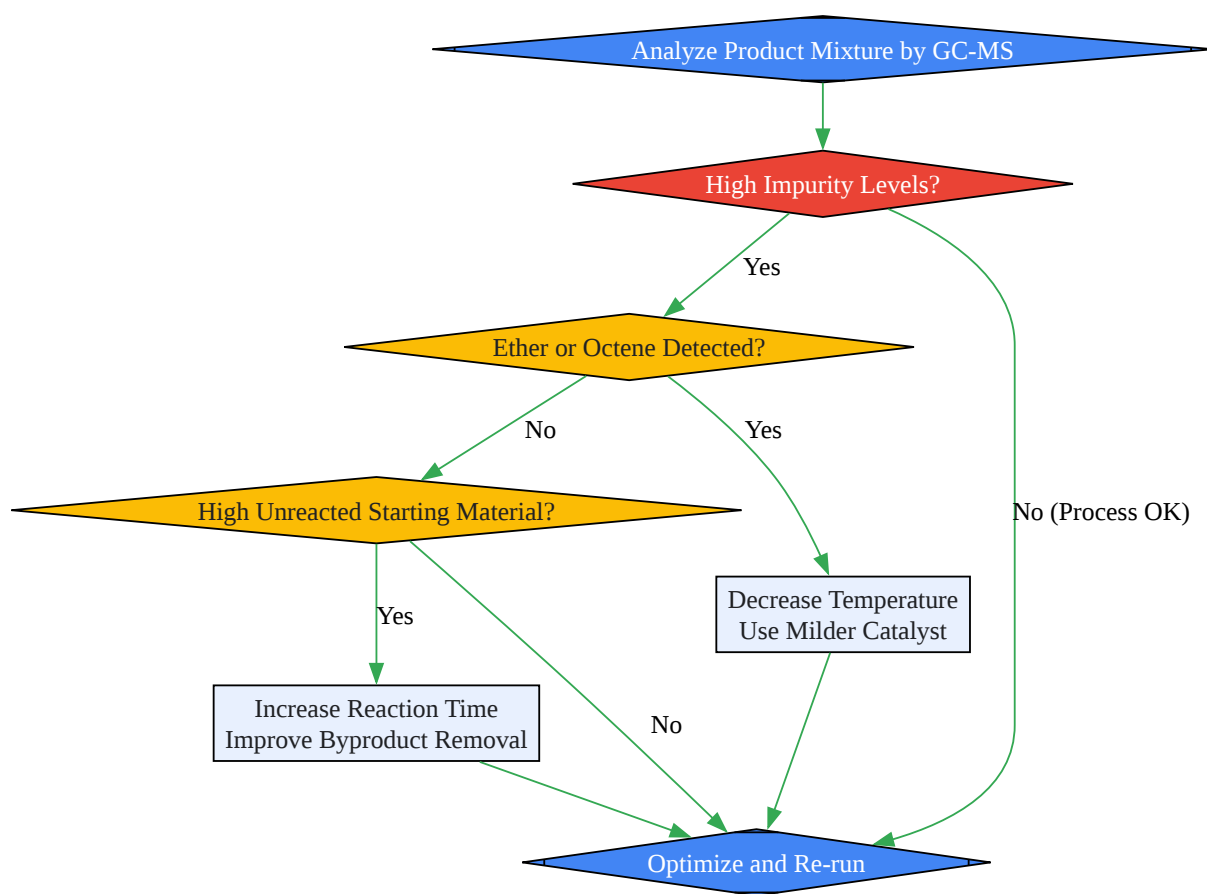 Analyze Product Mixture by GC-MS
High Impurity Levels?
Yes
Ether or Octene Detected?
No
Yes
High Unreacted Starting Material?
No (Process OK)
Decrease Temperature
Use Milder Catalyst
Yes
Increase Reaction Time
Improve Byproduct Removal
No
Optimize and Re-run